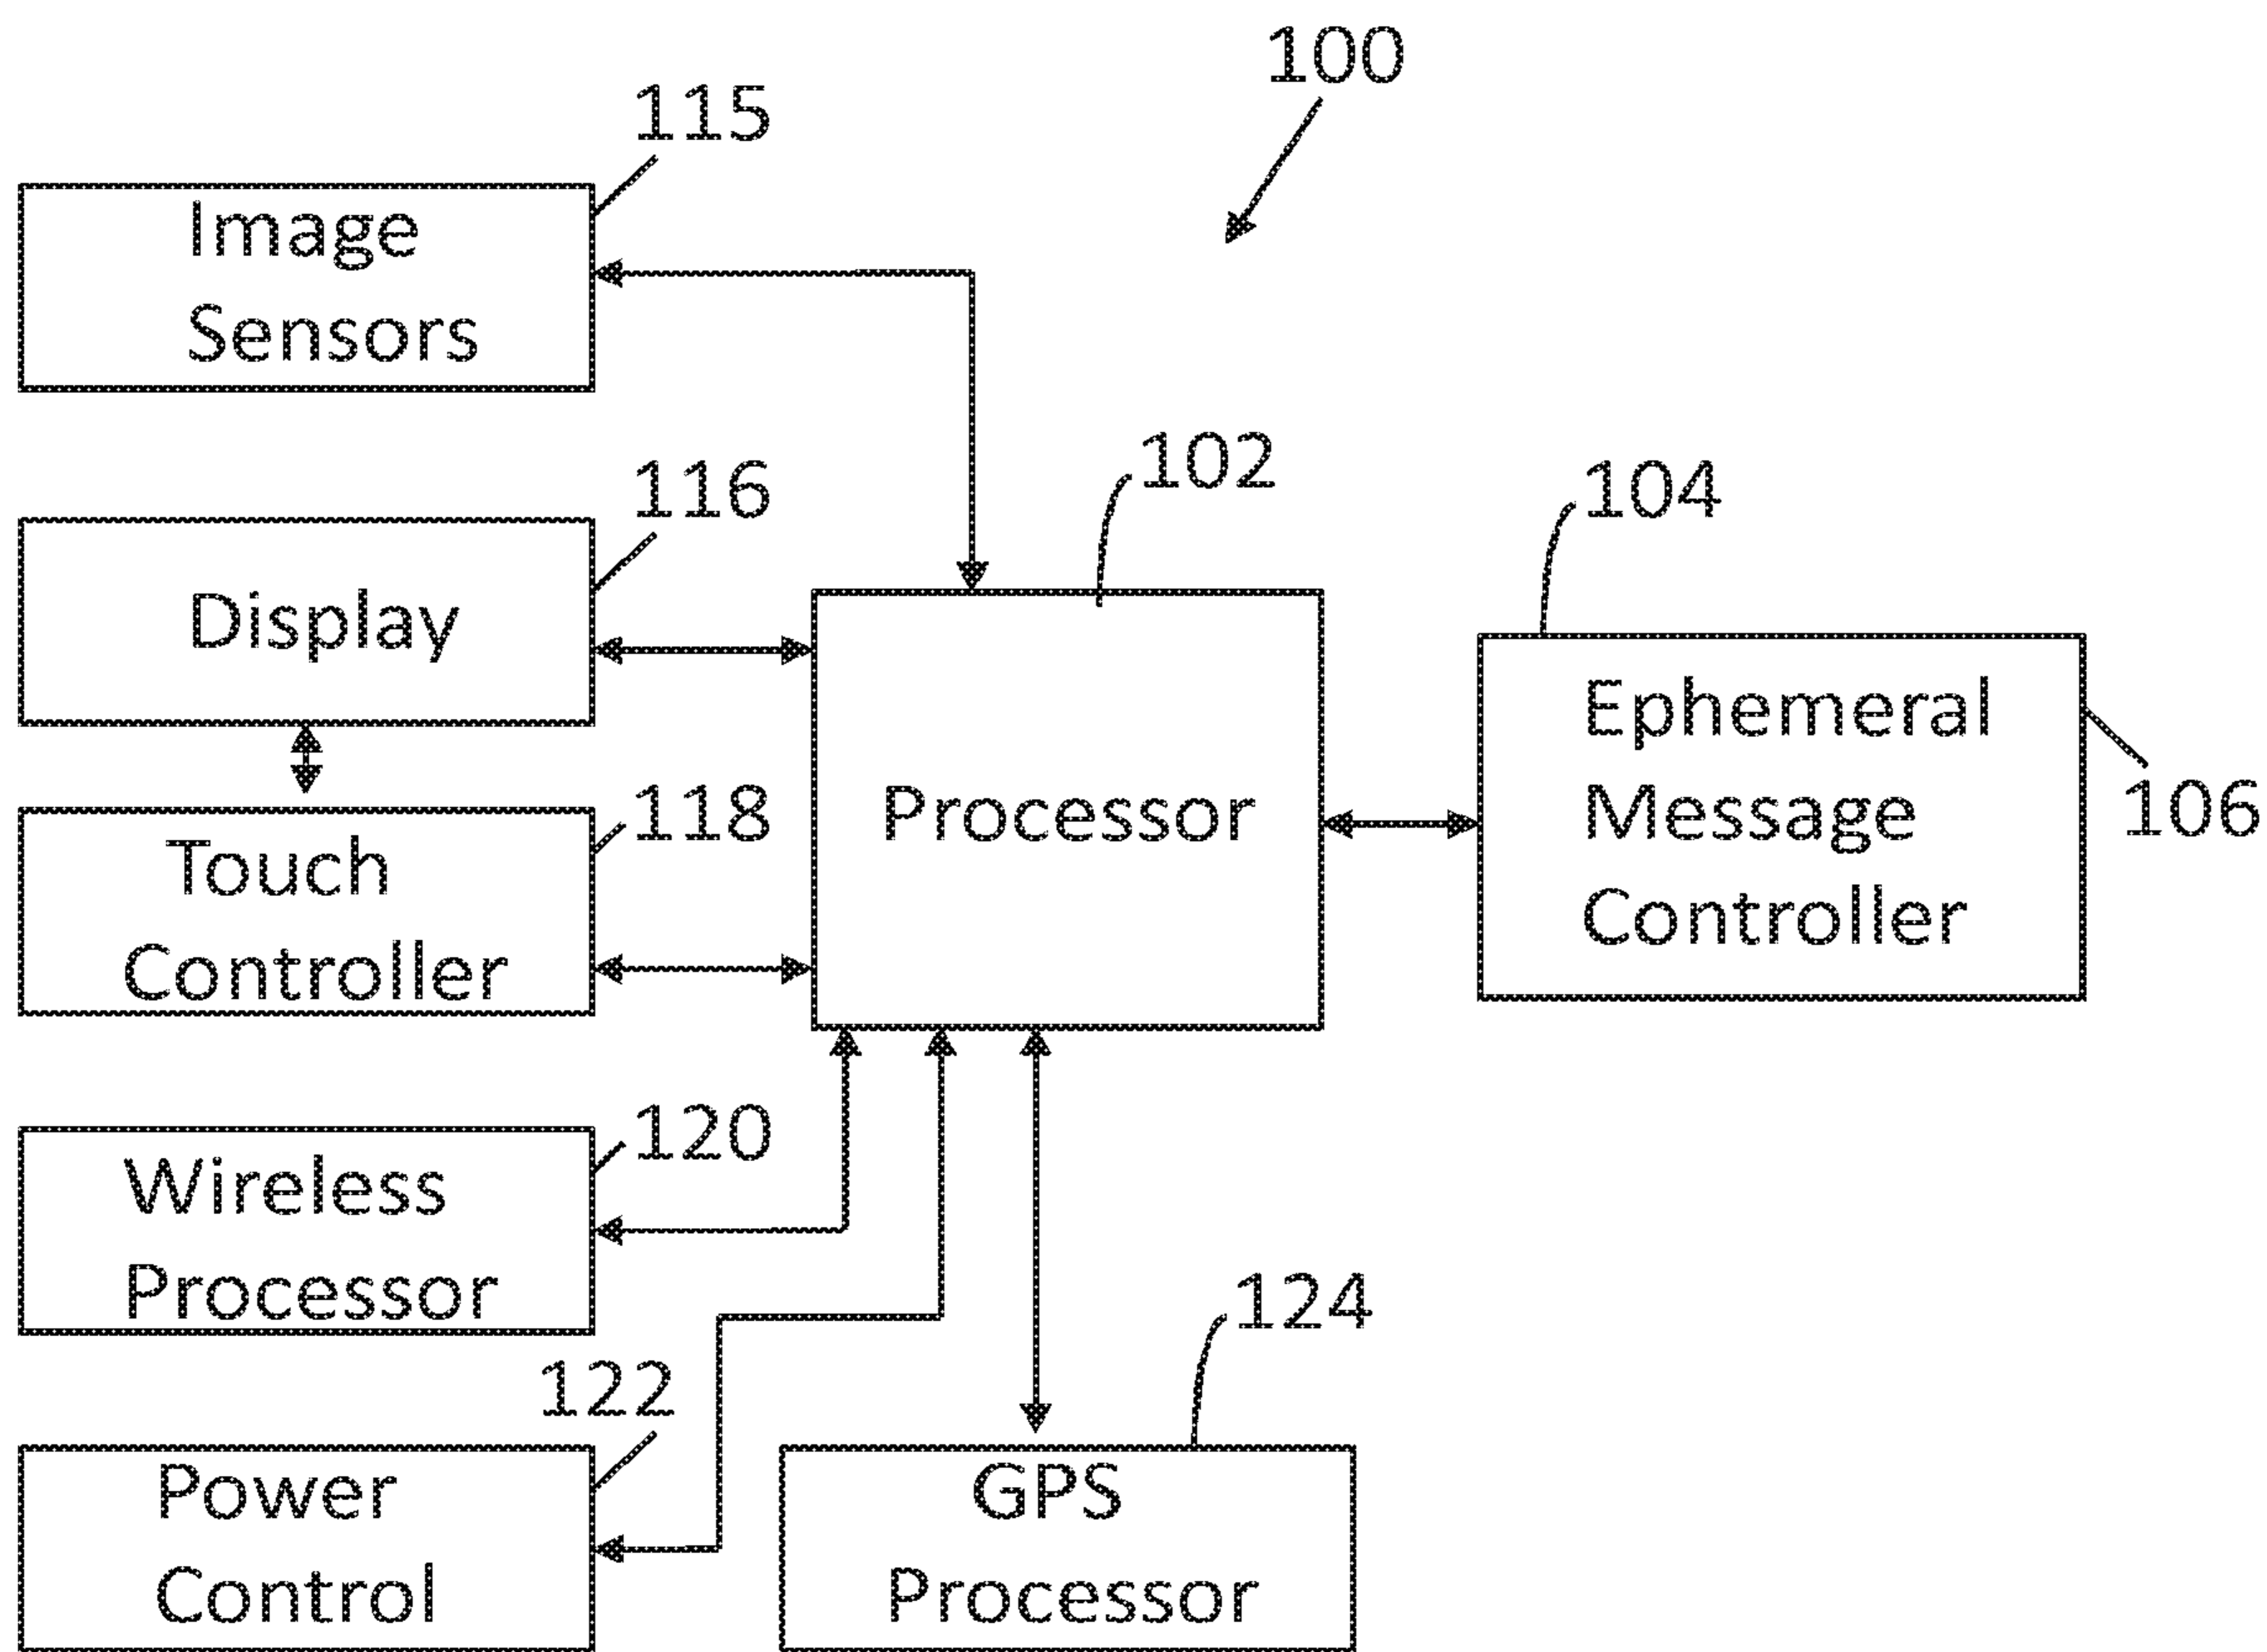 100
115
Image
Sensors
102
104
116
Display
Ephemeral
Message
Controller
106
Processor
118
Touch
Controller
120
Wireless
Processor
124
122
Power
Control
GPS
Processor